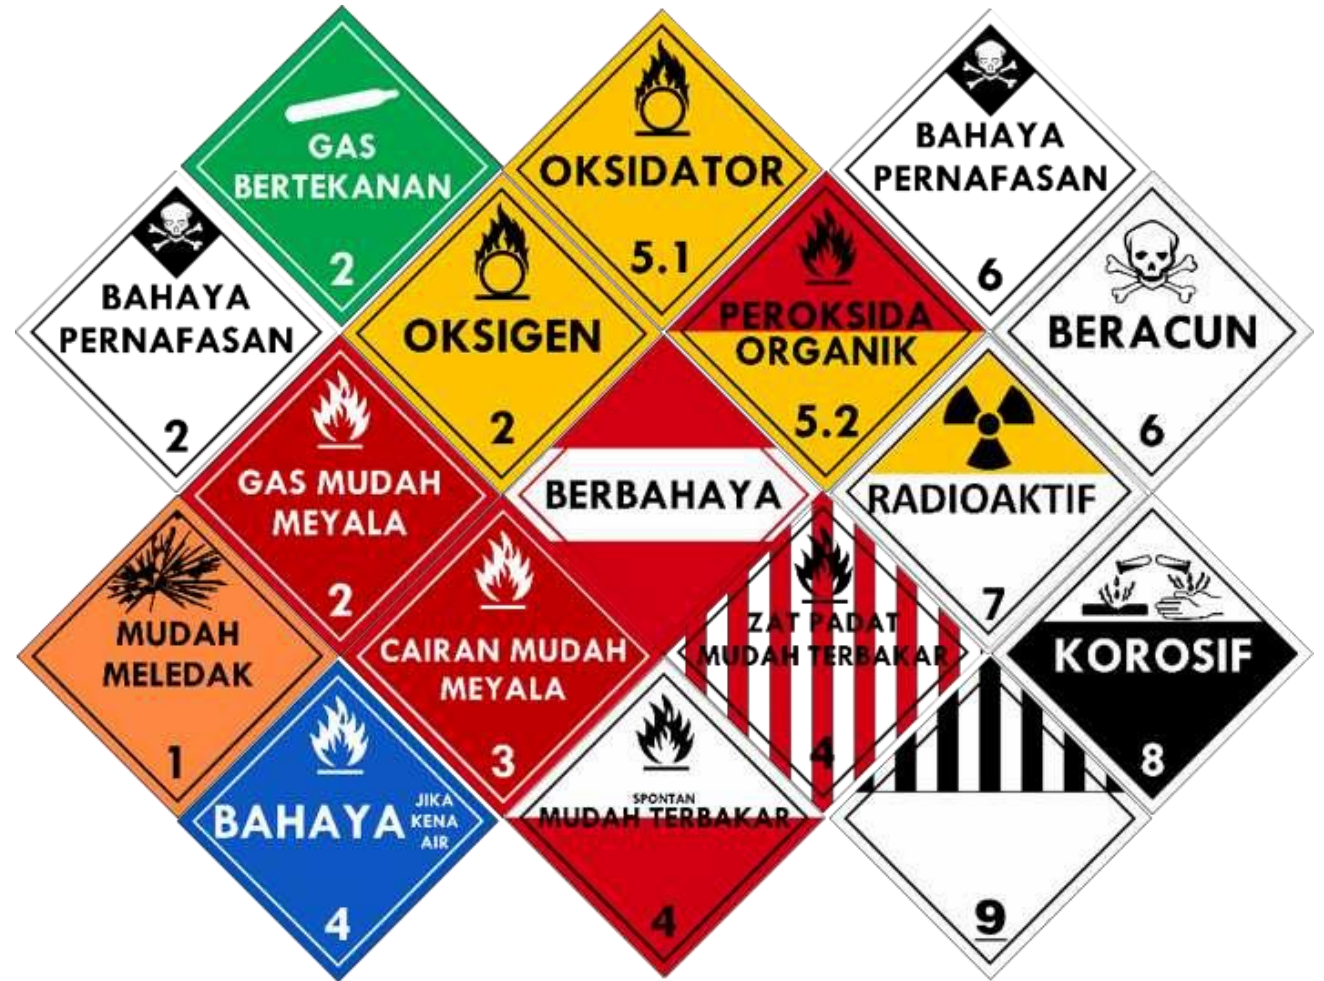 GAS
BERTEKANAN
2
OKSIDATOR
5.1
BAHAYA
PERNAFASAN
6
BAHAYA
PERNAFASAN
2
OKSIGEN
2
PEROKSIDA
ORGANIK
5.2
BERACUN
6
GAS MUDAH
MEYALA
2
BERBAHAYA
RADIOAKTIF
7
MUDAH
MELEDAK
1
CAIRAN MUDAH
MEYALA
3
ZAT PADAT
MUDAH TERBAKAR
4
KOROSIF
8
BAHAYA
JIKA
KENA
AIR
4
SPONTAN
MUDAH TERBAKAR
4
9